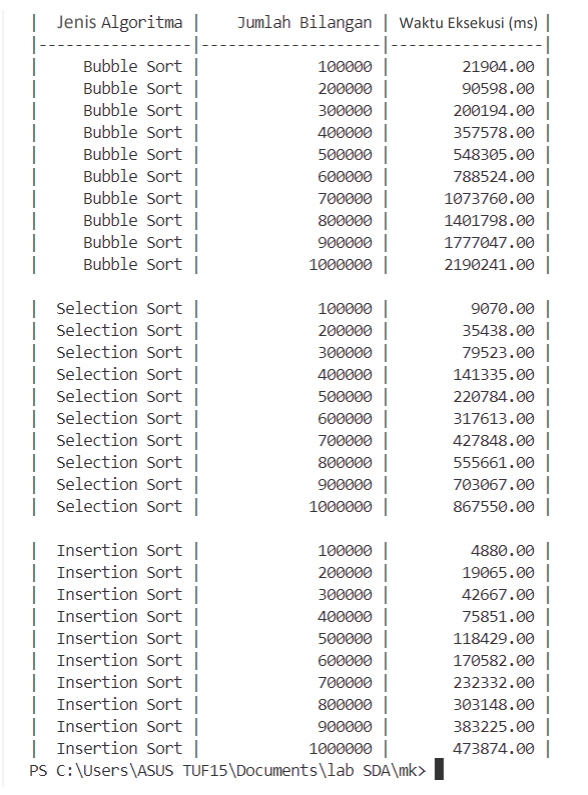 | Jenis Algoritma | Jumlah Bilangan | Waktu Eksekusi (ms) |
|-----------------|--------------------|-----------------|
| Bubble Sort | 100000 | 21904.00 |
| Bubble Sort | 200000 | 90598.00 |
| Bubble Sort | 300000 | 200194.00 |
| Bubble Sort | 400000 | 357578.00 |
| Bubble Sort | 500000 | 548305.00 |
| Bubble Sort | 600000 | 788524.00 |
| Bubble Sort | 700000 | 1073760.00 |
| Bubble Sort | 800000 | 1401798.00 |
| Bubble Sort | 900000 | 1777047.00 |
| Bubble Sort | 1000000 | 2190241.00 |
| Selection Sort | 100000 | 9070.00 |
| Selection Sort | 200000 | 35438.00 |
| Selection Sort | 300000 | 79523.00 |
| Selection Sort | 400000 | 141335.00 |
| Selection Sort | 500000 | 220784.00 |
| Selection Sort | 600000 | 317613.00 |
| Selection Sort | 700000 | 427848.00 |
| Selection Sort | 800000 | 555661.00 |
| Selection Sort | 900000 | 703067.00 |
| Selection Sort | 1000000 | 867550.00 |
| Insertion Sort | 100000 | 4880.00 |
| Insertion Sort | 200000 | 19065.00 |
| Insertion Sort | 300000 | 42667.00 |
| Insertion Sort | 400000 | 75851.00 |
| Insertion Sort | 500000 | 118429.00 |
| Insertion Sort | 600000 | 170582.00 |
| Insertion Sort | 700000 | 232332.00 |
| Insertion Sort | 800000 | 303148.00 |
| Insertion Sort | 900000 | 383225.00 |
| Insertion Sort | 1000000 | 473874.00 |
PS C:\Users\ASUS TUF15\Documents\lab SDA\mk>